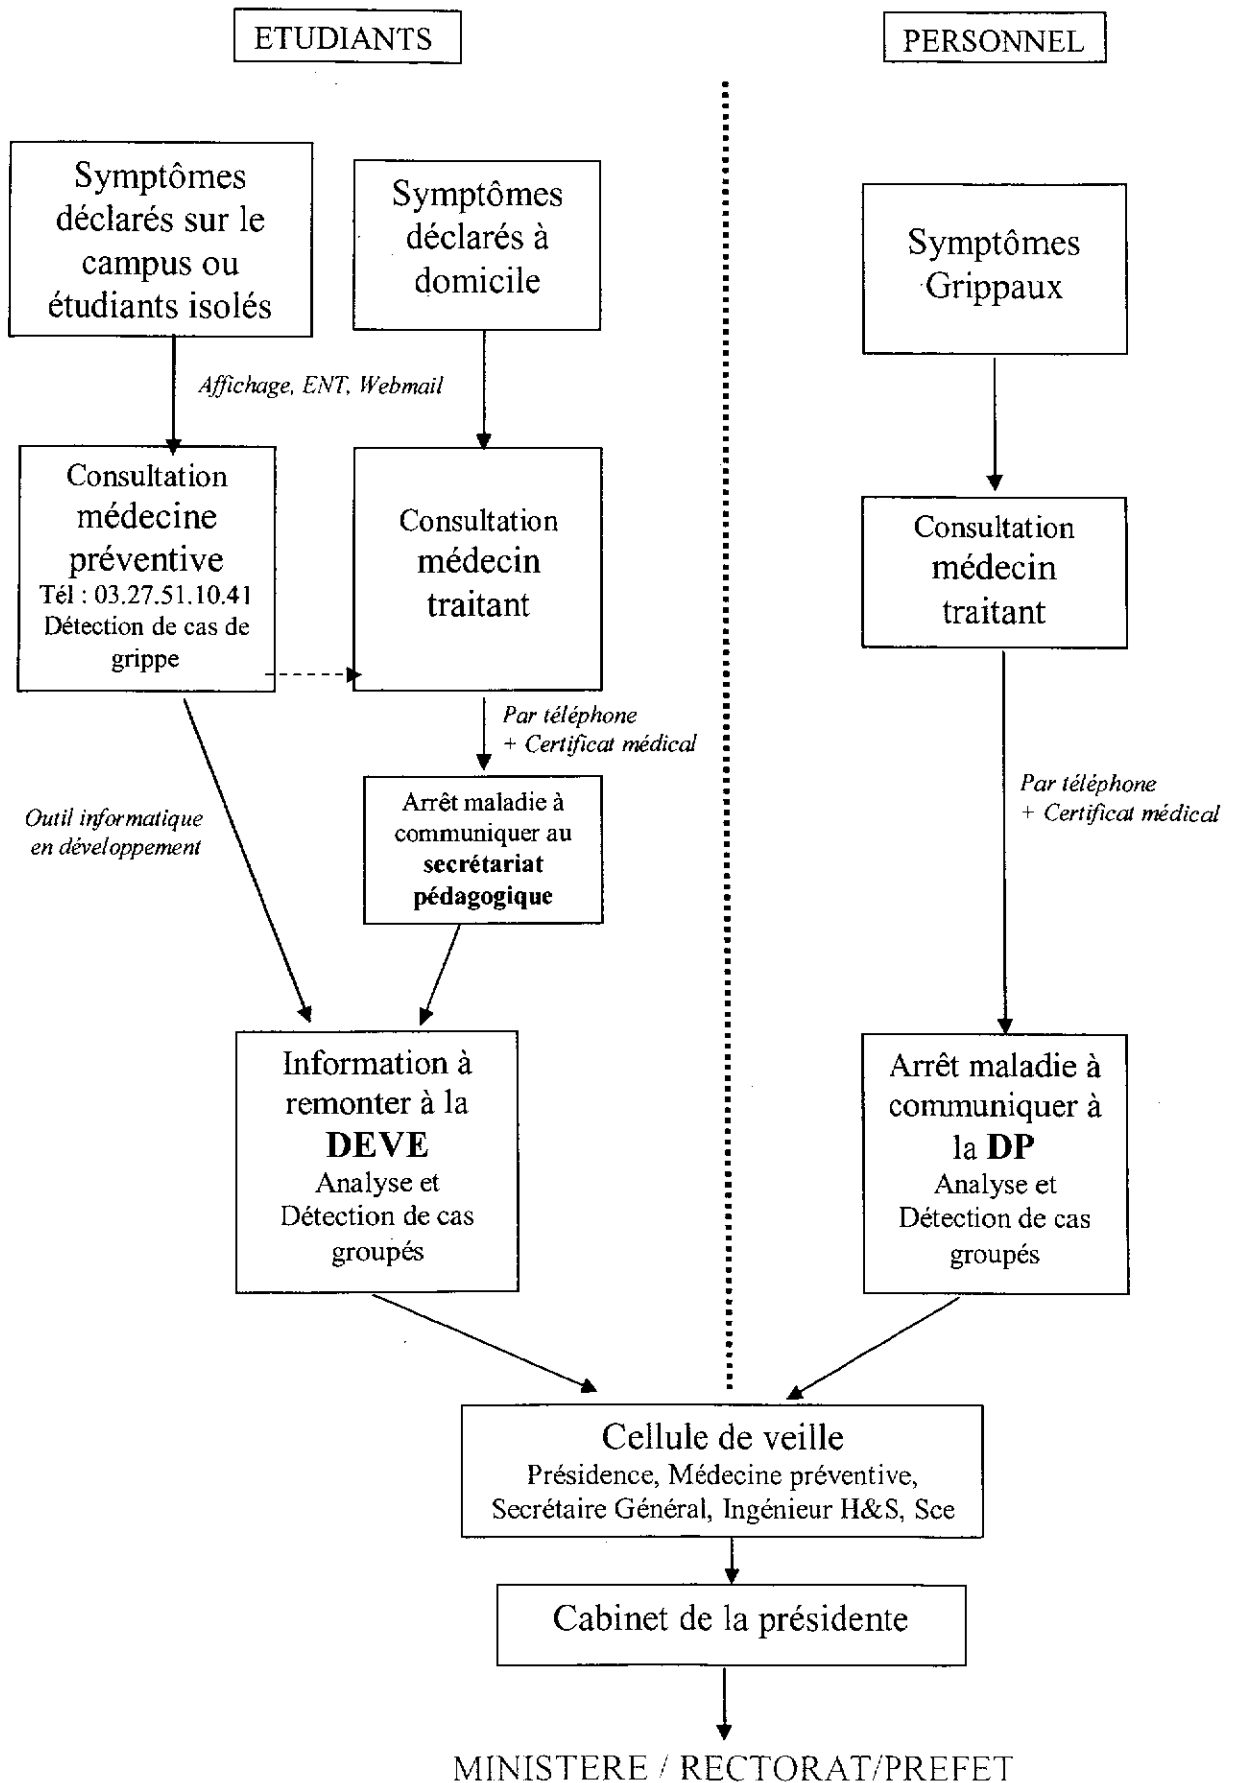 ETUDIANTS
PERSONNEL
Symptômes
déclarés sur le
campus ou
étudiants isolés
Symptômes
déclarés à
domicile
Symptômes
Grippaux
Affichage, ENT, Webmail
Consultation
médecine
préventive
Tél : 03.27.51.10.41
Détection de cas de
grippe
Consultation
médecin
traitant
Consultation
médecin
traitant
Par téléphone
+ Certificat médical
Outil informatique
en développement
Arrêt maladie à
communiquer au
secrétariat
pédagogique
Par téléphone
+ Certificat médical
Information à
remonter à la
DEVE
Analyse et
Détection de cas
groupés
Arrêt maladie à
communiquer à
la DP
Analyse et
Détection de cas
groupés
Cellule de veille
Présidence, Médecine préventive,
Secrétaire Général, Ingénieur H&S, Sce
Cabinet de la présidente
MINISTERE / RECTORAT/PREFET